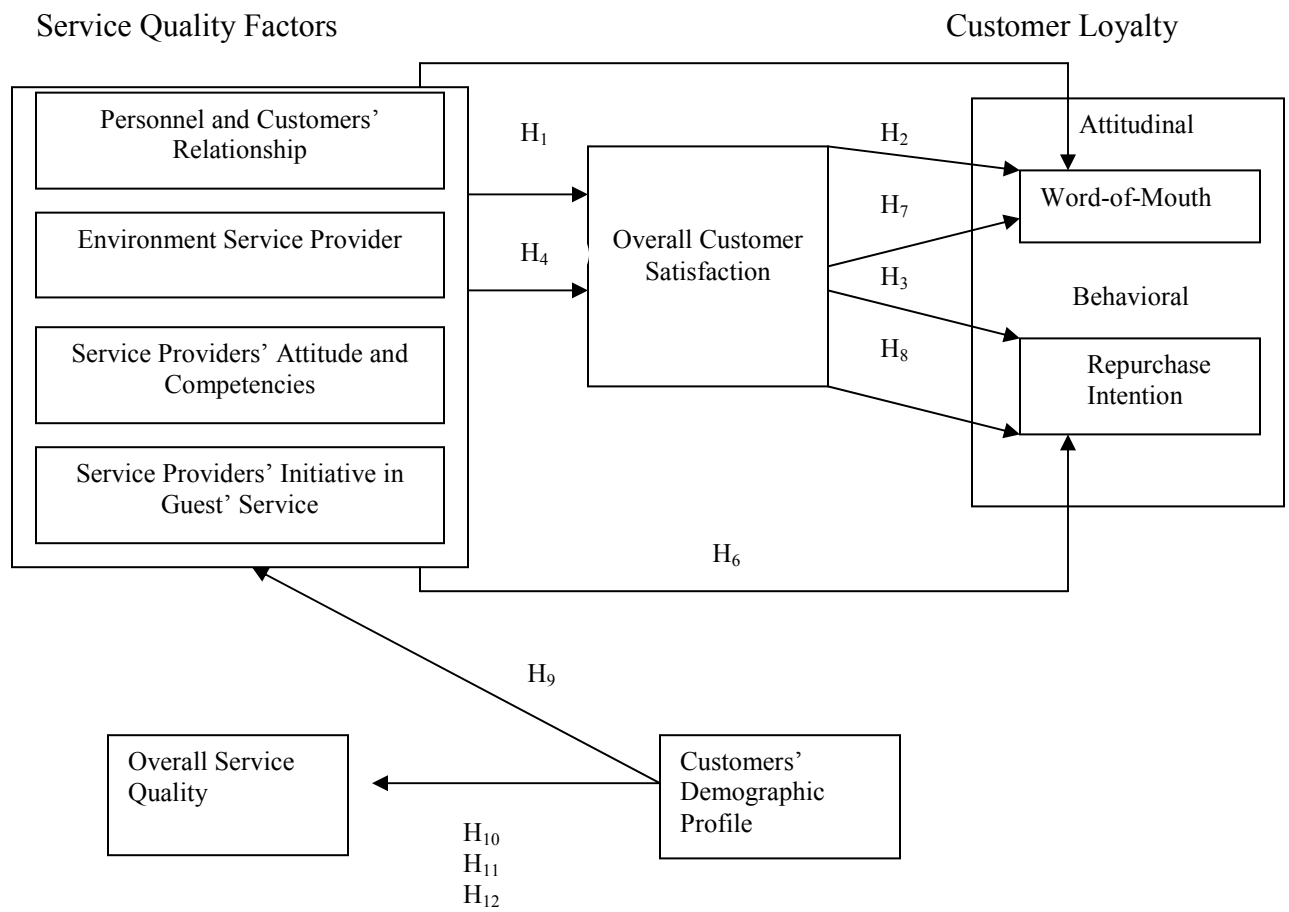 Service Quality Factors
Customer Loyalty
Personnel and Customers’
Relationship
Environment Service Provider
Service Providers’ Attitude and
Competencies
Service Providers’ Initiative in
Guest’ Service
H₁
H₄
Overall Customer
Satisfaction
H₂
H₇
H₃
H₈
Attitudinal
Word-of-Mouth
Behavioral
Repurchase
Intention
H₆
H₉
Overall Service
Quality
Customers’
Demographic
Profile
H₁₀
H₁₁
H₁₂